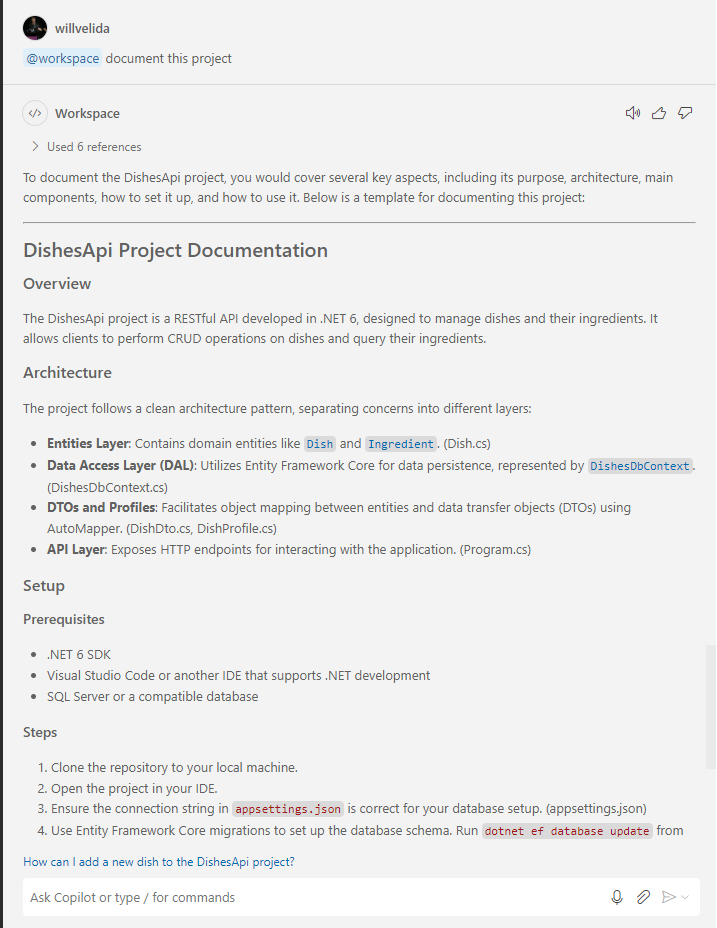 willvelida
@workspace document this project
Workspace
Used 6 references
To document the DishesApi project, you would cover several key aspects, including its purpose, architecture, main
components, how to set it up, and how to use it. Below is a template for documenting this project:
DishesApi Project Documentation
Overview
The DishesApi project is a RESTful API developed in .NET 6, designed to manage dishes and their ingredients. It
allows clients to perform CRUD operations on dishes and query their ingredients.
Architecture
The project follows a clean architecture pattern, separating concerns into different layers:
• Entities Layer: Contains domain entities like Dish and Ingredient. (Dish.cs)
• Data Access Layer (DAL): Utilizes Entity Framework Core for data persistence, represented by DishesDbContext.
(DishesDbContext.cs)
• DTOs and Profiles: Facilitates object mapping between entities and data transfer objects (DTOs) using
AutoMapper. (DishDto.cs, DishProfile.cs)
• API Layer: Exposes HTTP endpoints for interacting with the application. (Program.cs)
Setup
Prerequisites
• .NET 6 SDK
• Visual Studio Code or another IDE that supports .NET development
• SQL Server or a compatible database
Steps
1. Clone the repository to your local machine.
2. Open the project in your IDE.
3. Ensure the connection string in appsettings.json is correct for your database setup. (appsettings.json)
4. Use Entity Framework Core migrations to set up the database schema. Run dotnet ef database update from
How can I add a new dish to the DishesApi project?
Ask Copilot or type / for commands